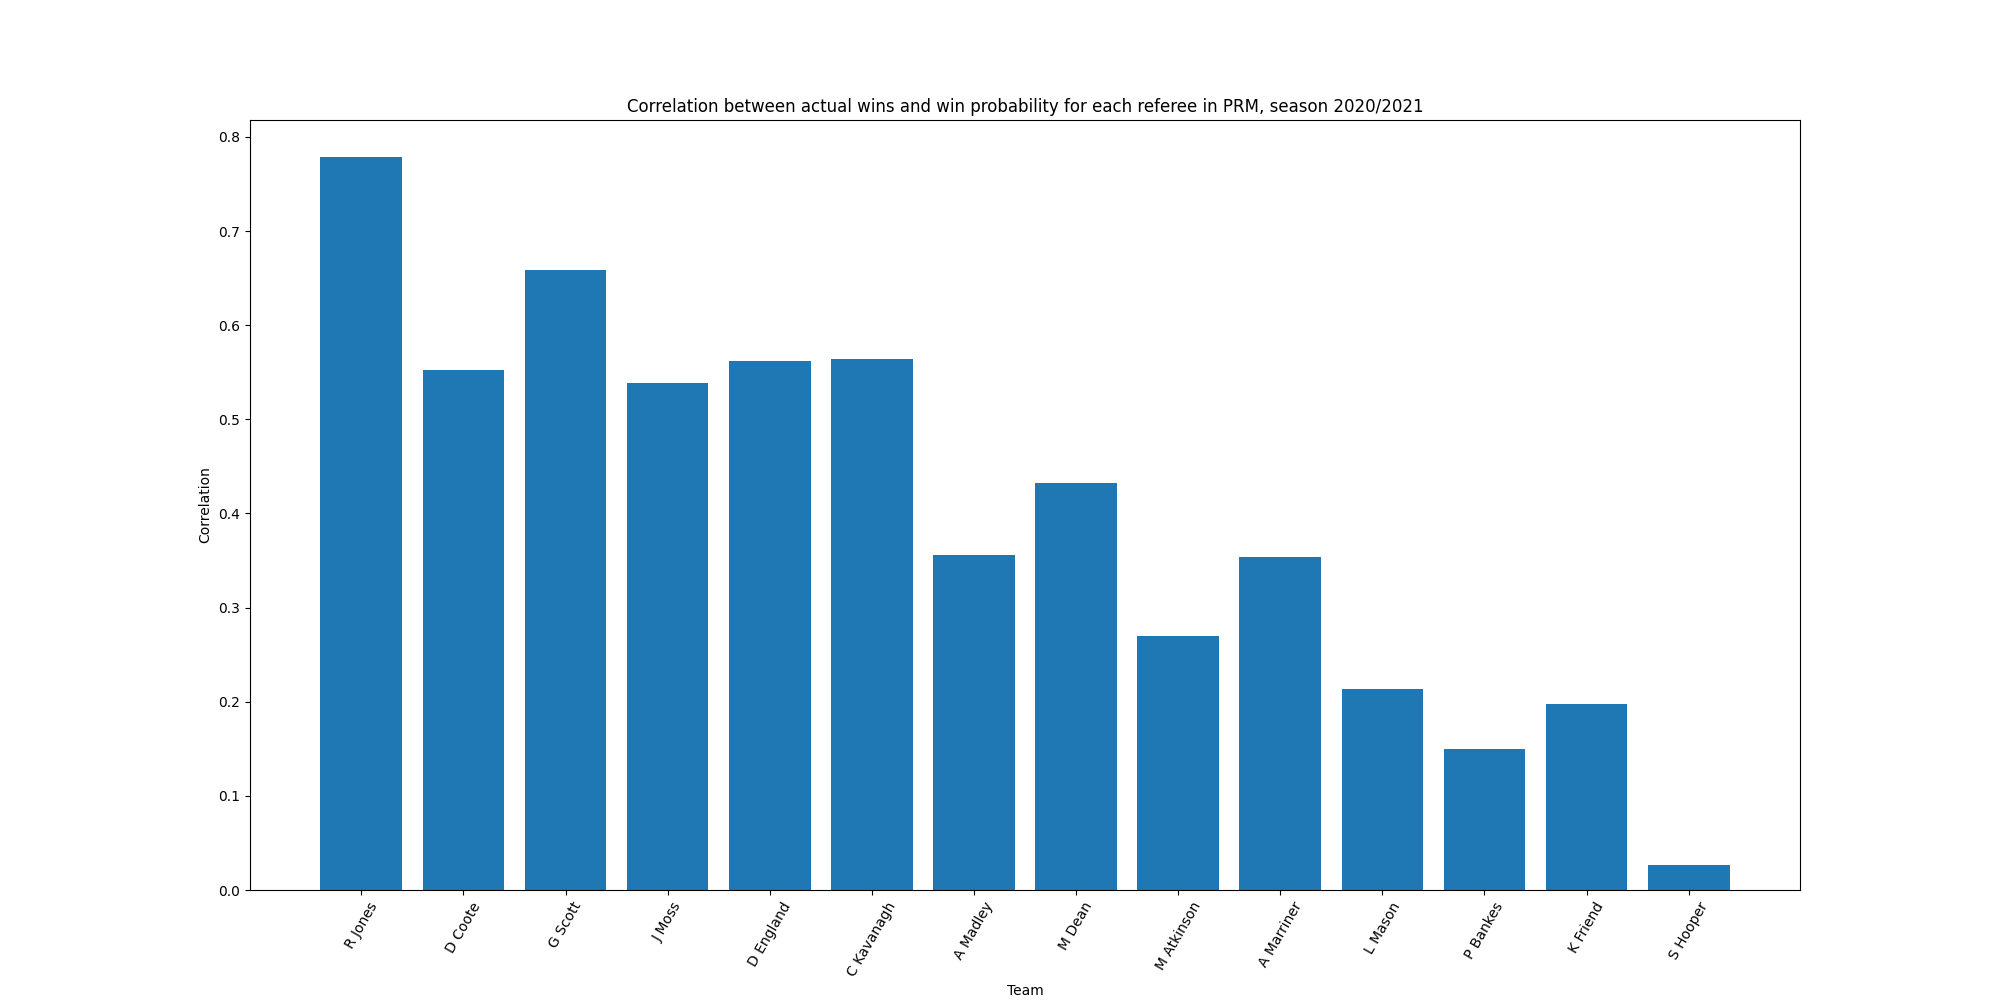 Correlation between actual wins and win probability for each referee in PRM, season 2020/2021
0.8
0.7
0.6
0.5
0.4
0.3
0.2
0.1
0.0
Correlation
R Jones
D Coote
G Scott
J Moss
D England
C Kavanagh
A Madley
M Dean
M Atkinson
A Marriner
L Mason
P Bankes
K Friend
S Hooper
Team